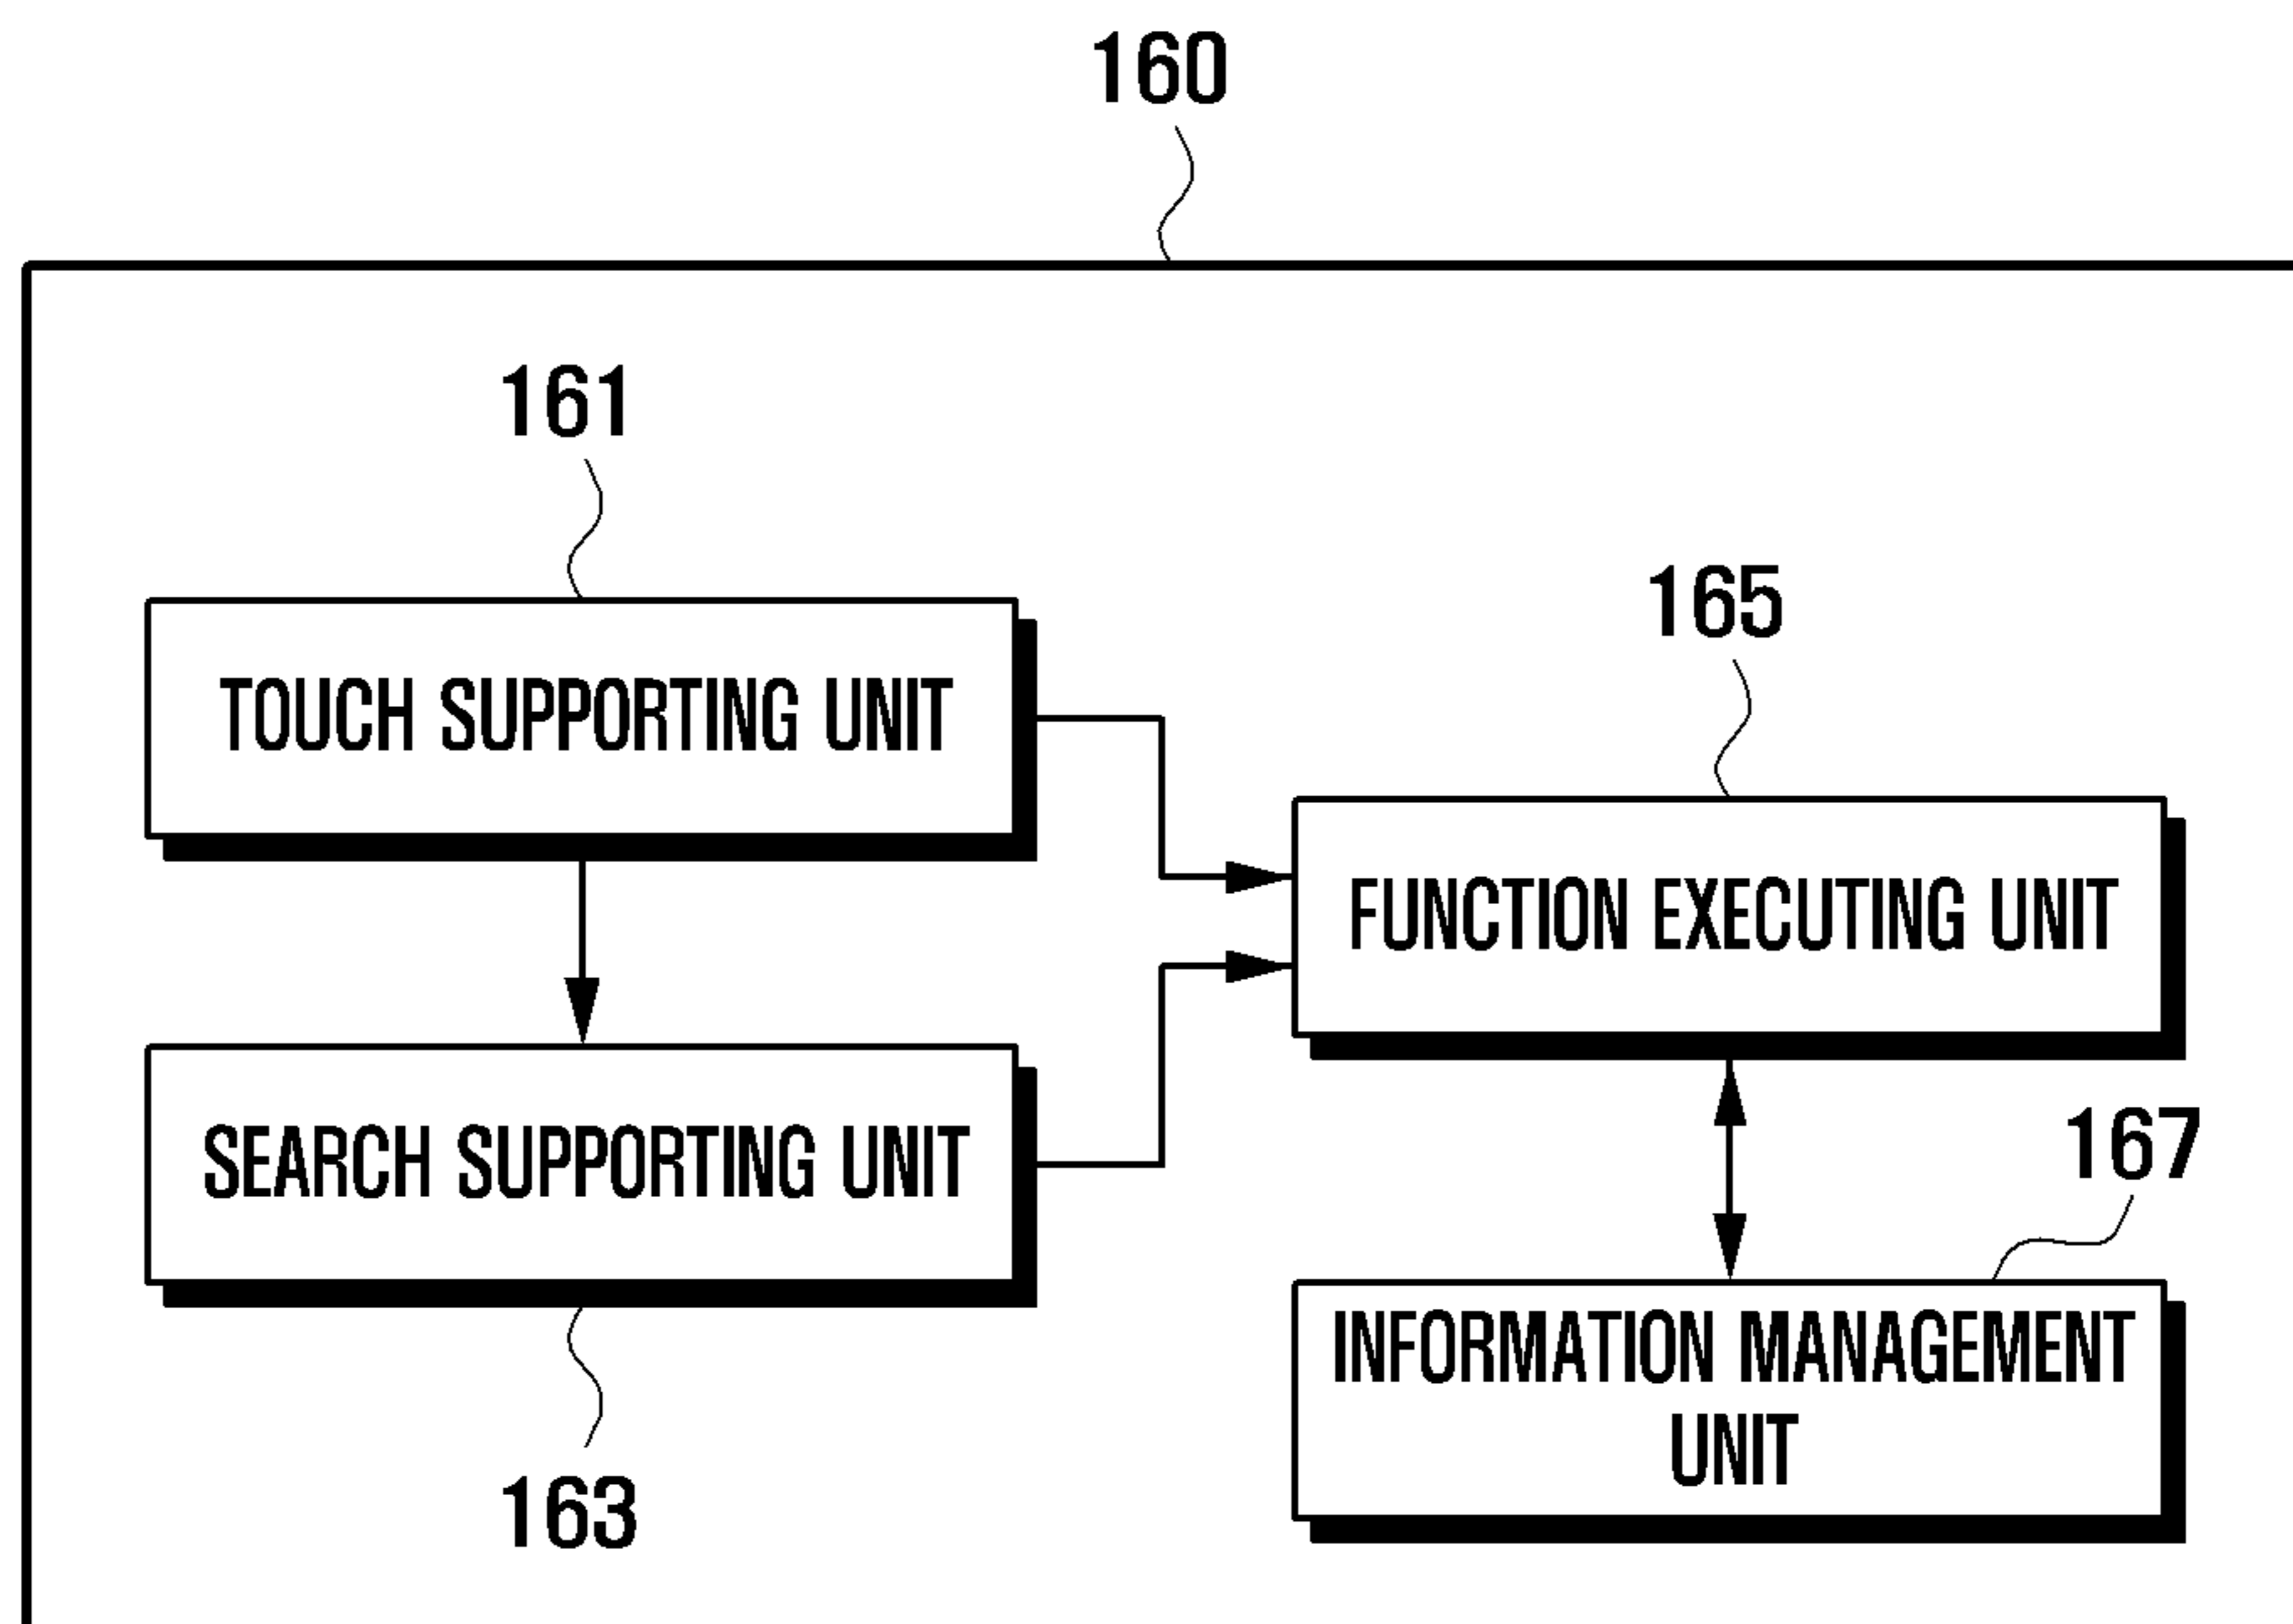 160
161
TOUCH SUPPORTING UNIT
165
FUNCTION EXECUTING UNIT
SEARCH SUPPORTING UNIT
163
167
INFORMATION MANAGEMENT
UNIT